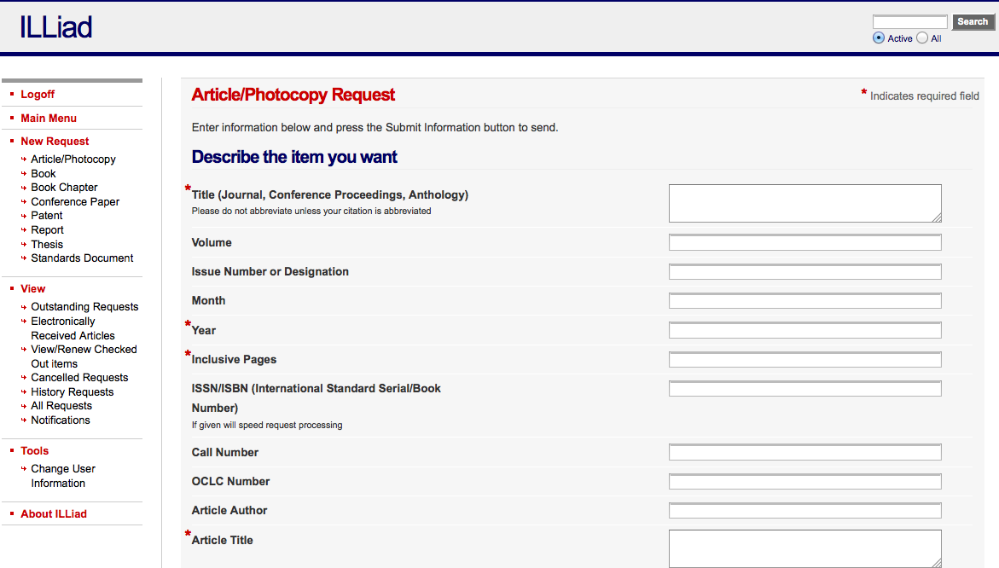 ILLiad
Search
Active All
Logoff
Main Menu
New Request
Article/Photocopy
Book
Book Chapter
Conference Paper
Patent
Report
Thesis
Standards Document
View
Outstanding Requests
Electronically
Received Articles
View/Renew Checked
Out items
Cancelled Requests
History Requests
All Requests
Notifications
Tools
Change User
Information
About ILLiad
Article/Photocopy Request
* Indicates required field
Enter information below and press the Submit Information button to send.
Describe the item you want
*Title (Journal, Conference Proceedings, Anthology)
Please do not abbreviate unless your citation is abbreviated
Volume
Issue Number or Designation
Month
*Year
*Inclusive Pages
ISSN/ISBN (International Standard Serial/Book
Number)
If given will speed request processing
Call Number
OCLC Number
Article Author
*Article Title